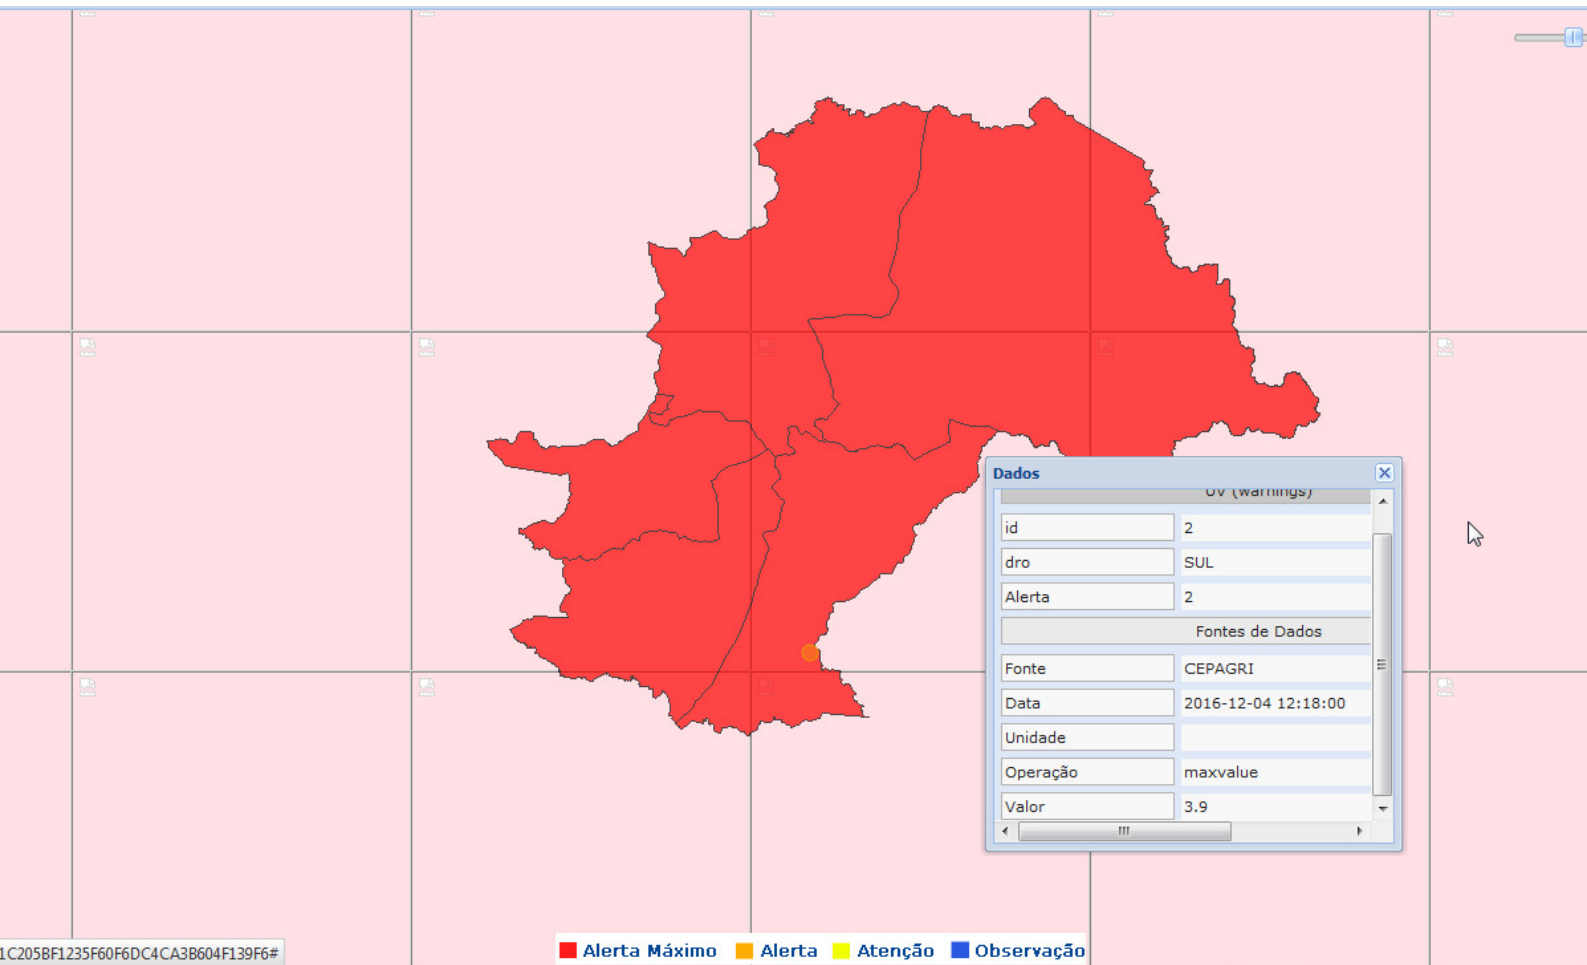 Dados
UV (warnings)
id 2
dro SUL
Alerta 2
Fontes de Dados
Fonte CEPAGRI
Data 2016-12-04 12:18:00
Unidade
Operação maxvalue
Valor 3.9
1C205BF1235F60F6DC4CA3B604F139F6#
Alerta Máximo Alerta Atenção Observação